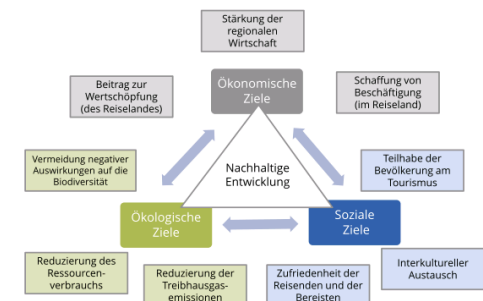 Stärkung der
regionalen
Wirtschaft
Beitrag zur
Wertschöpfung
(des Reiselandes)
Ökonomische
Ziele
Schaffung von
Beschäftigung
(im Reiseland)
Vermeidung negativer
Auswirkungen auf die
Biodiversität
Nachhaltige
Entwicklung
Teilhabe der
Bevölkerung am
Tourismus
Ökologische
Ziele
Soziale
Ziele
Reduzierung des
Ressourcen-
verbrauchs
Reduzierung der
Treibhausgas-
emissionen
Zufriedenheit der
Reisenden und der
Bereisten
Interkultureller
Austausch